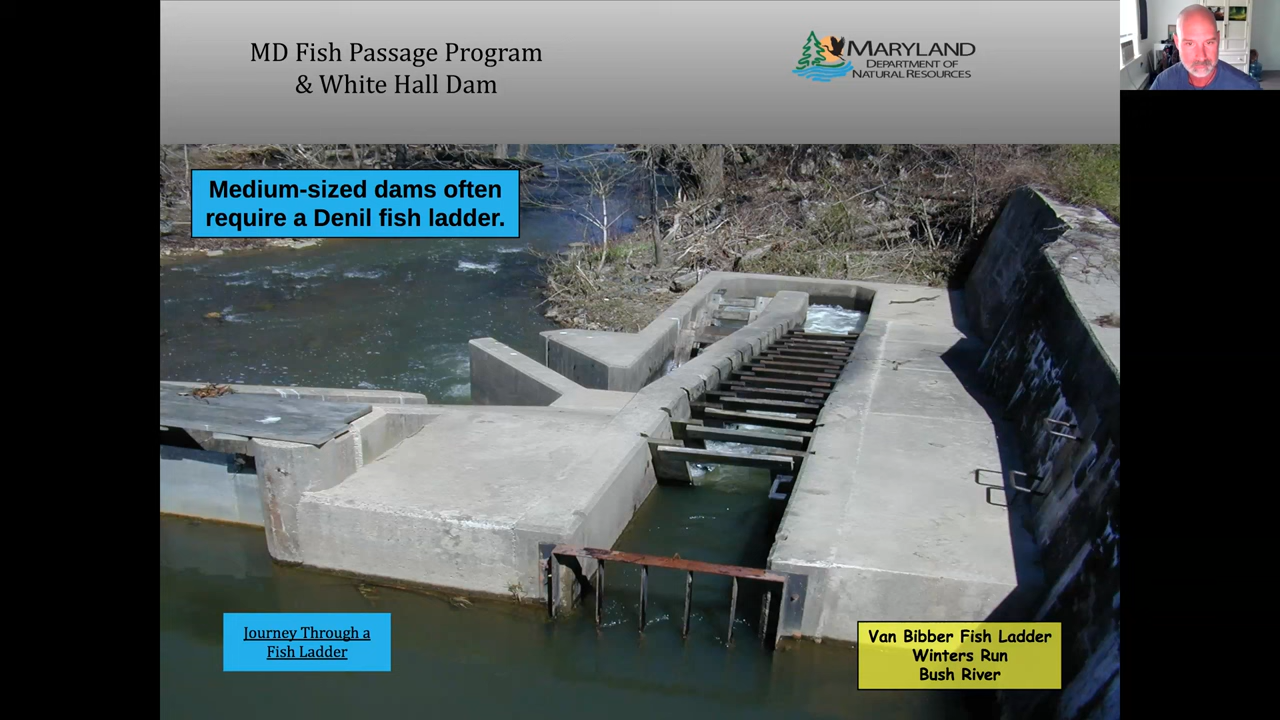 MD Fish Passage Program
& White Hall Dam
MARYLAND
DEPARTMENT OF
NATURAL RESOURCES
Medium-sized dams often
require a Denil fish ladder.
Journey Through a
Fish Ladder
Van Bibber Fish Ladder
Winters Run
Bush River